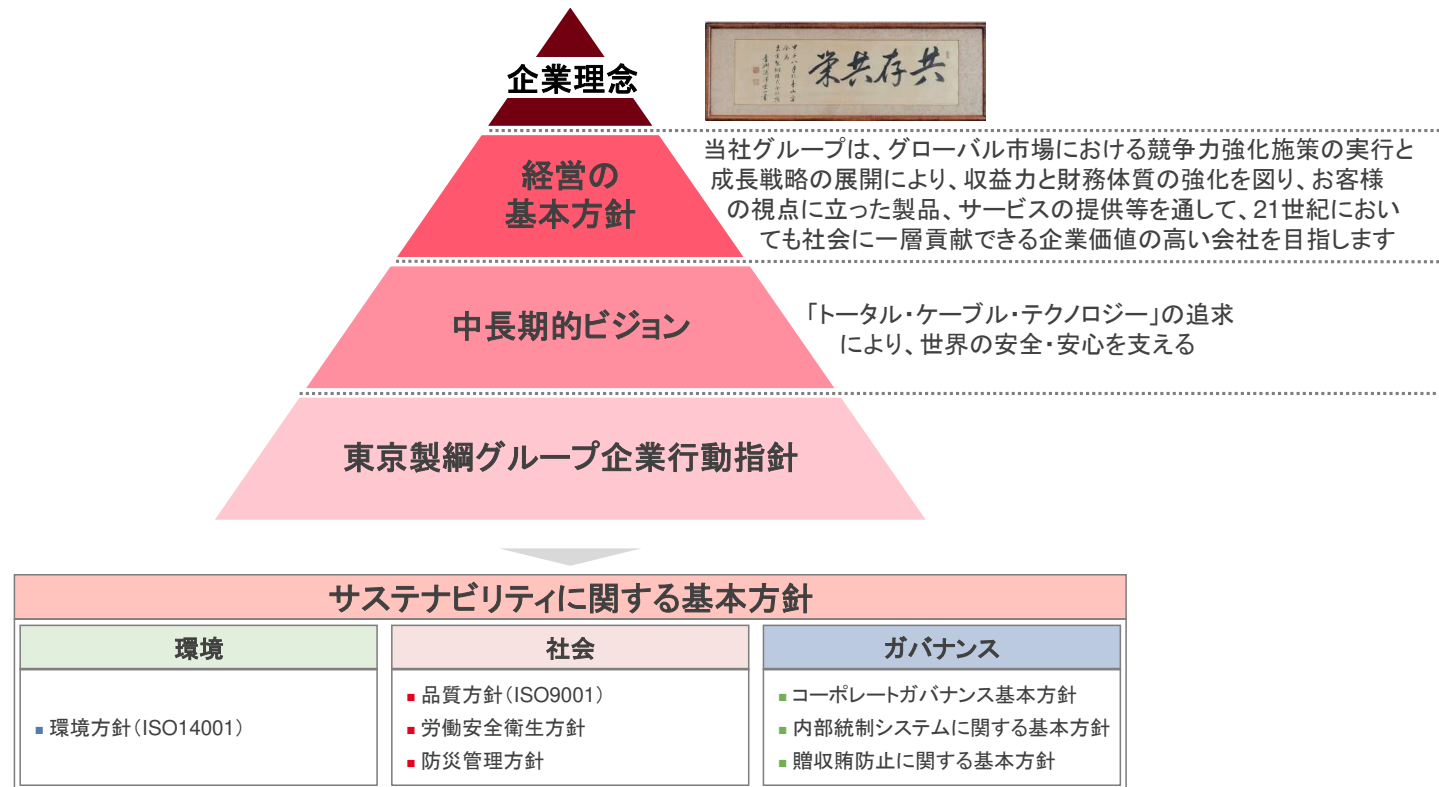 企業理念
共存共栄
経営の
基本方針
当社グループは、グローバル市場における競争力強化施策の実行と
成長戦略の展開により、収益力と財務体質の強化を図り、お客様
の視点に立った製品、サービスの提供等を通して、21世紀におい
ても社会に一層貢献できる企業価値の高い会社を目指します
中長期的ビジョン
「トータル・ケーブル・テクノロジー」の追求
により、世界の安全・安心を支える
東京製綱グループ企業行動指針
サステナビリティに関する基本方針
環境
■環境方針（ISO14001）
社会
■品質方針（ISO9001）
■労働安全衛生方針
■防災管理方針
ガバナンス
■コーポレートガバナンス基本方針
■内部統制システムに関する基本方針
■贈収賄防止に関する基本方針